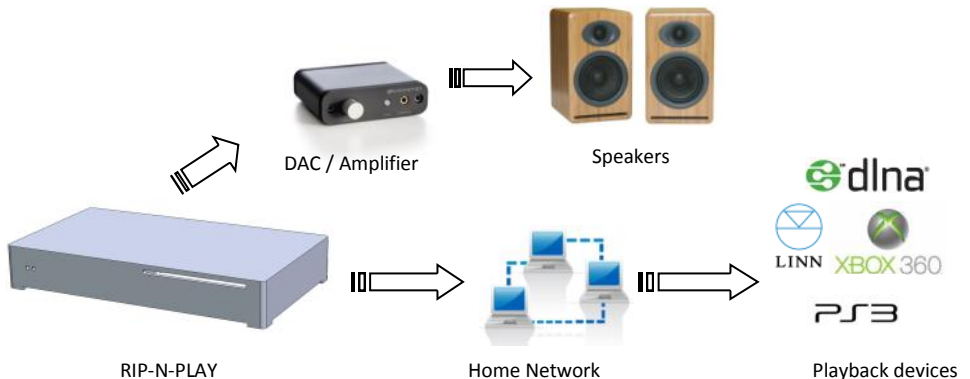 DAC / Amplifier
Speakers
dlna
LINN
XBOX 360
PS3
RIP-N-PLAY
Home Network
Playback devices